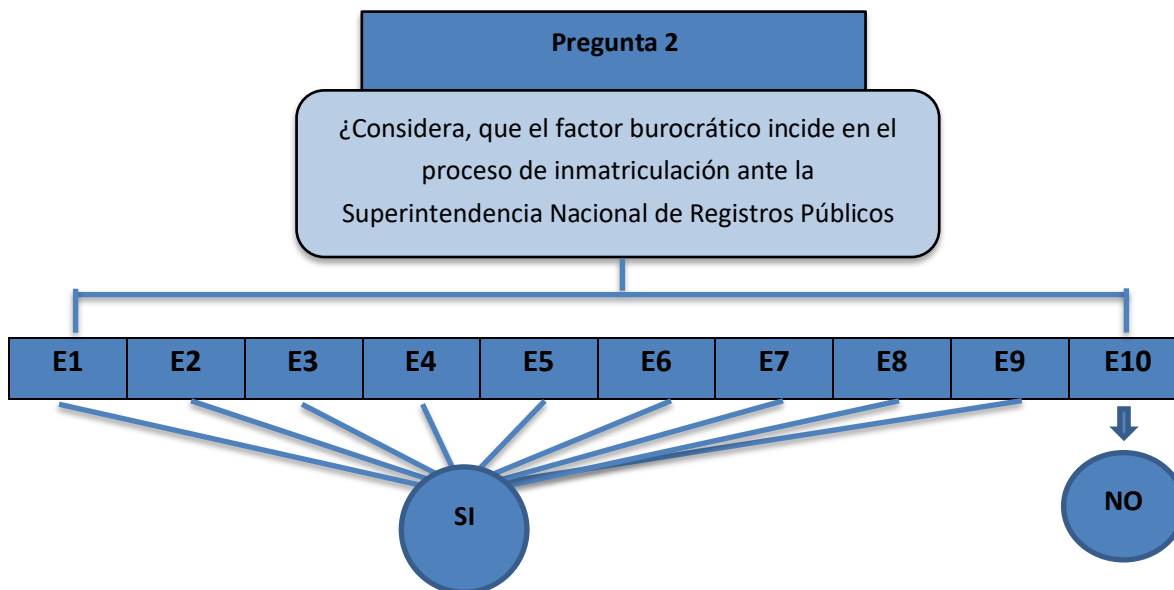 Pregunta 2
¿Considera, que el factor burocrático incide en el
proceso de inmatriculación ante la
Superintendencia Nacional de Registros Públicos
E1 E2 E3 E4 E5 E6 E7 E8 E9 E10
SI
NO